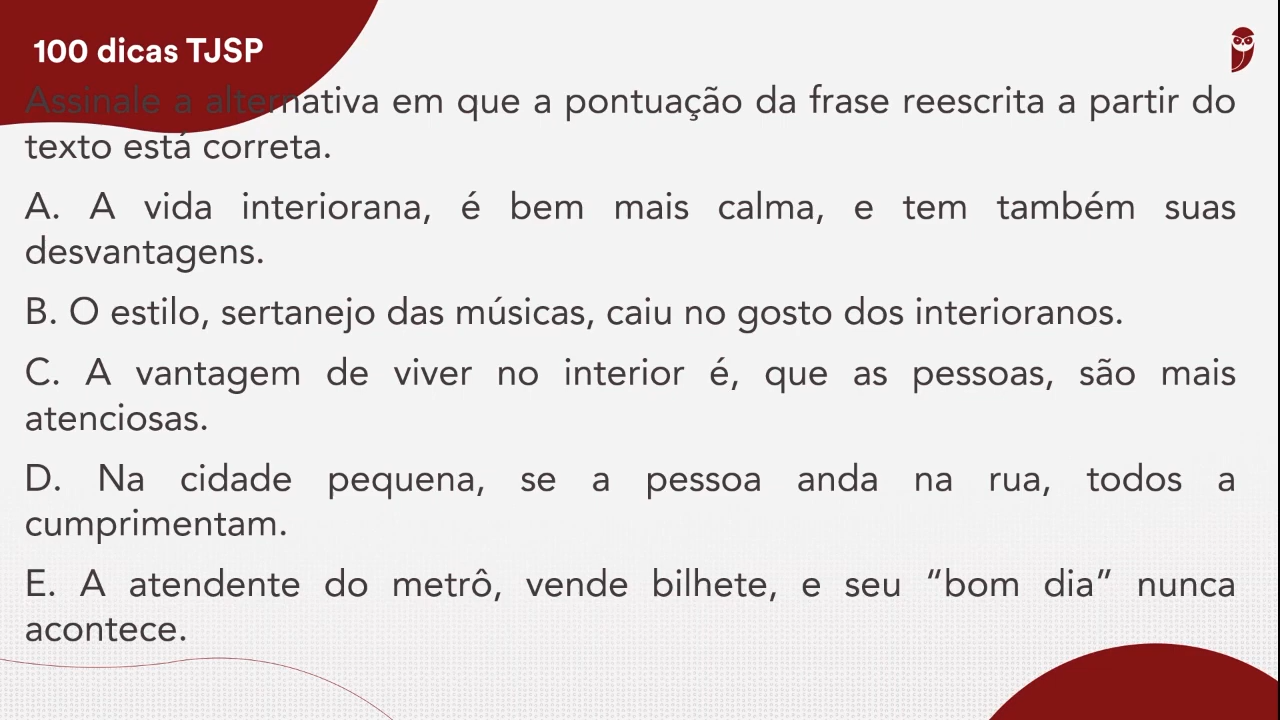 100 dicas TJSP
Assinale a alternativa em que a pontuação da frase reescrita a partir do
texto está correta.
A. A vida interiorana, é bem mais calma, e tem também suas
desvantagens.
B. O estilo, sertanejo das músicas, caiu no gosto dos interioranos.
C. A vantagem de viver no interior é, que as pessoas, são mais
atenciosas.
D. Na cidade pequena, se a pessoa anda na rua, todos a
cumprimentam.
E. A atendente do metrô, vende bilhete, e seu “bom dia” nunca
acontece.